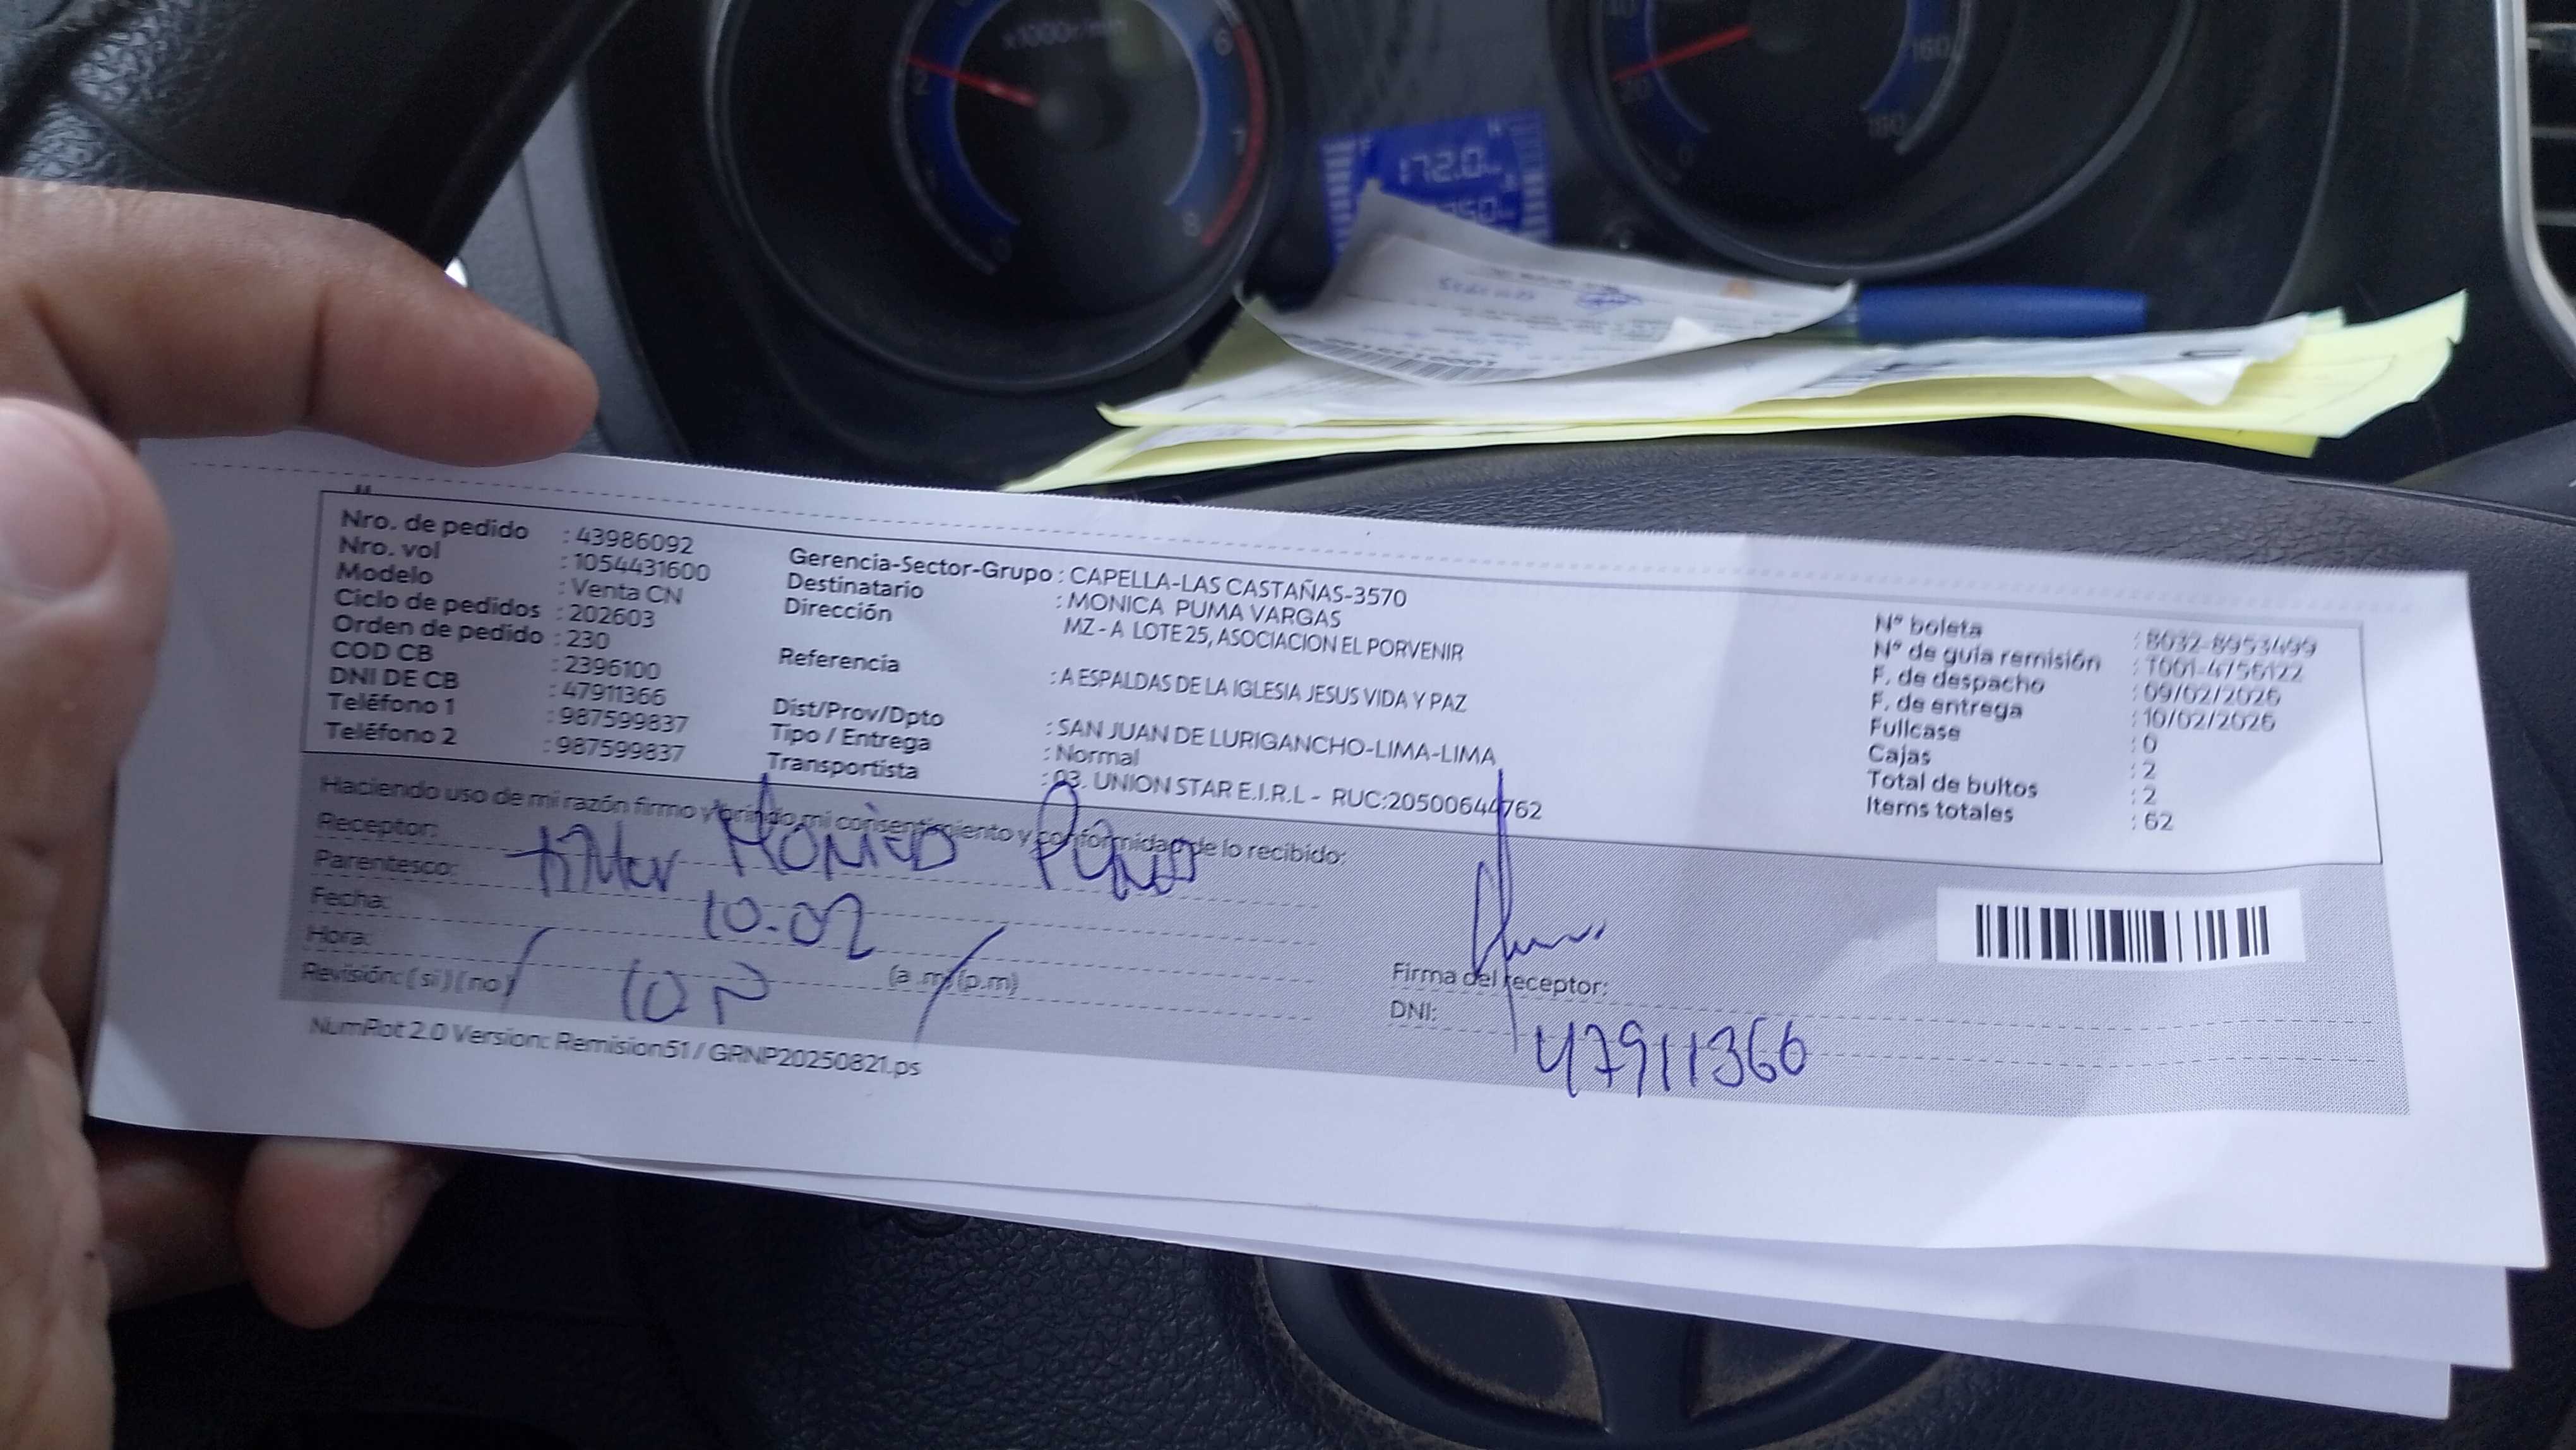 x1000r/min
172.0
Nro. de pedido : 43986092
Nro. vol : 1054431600
Modelo : Venta CN
Ciclo de pedidos : 202603
Orden de pedido : 230
COD CB : 2396100
DNI DE CB : 47911366
Teléfono 1 : 987599837
Teléfono 2 : 987599837
Gerencia-Sector-Grupo : CAPELLA-LAS CASTAÑAS-3570
Destinatario : MONICA PUMA VARGAS
Dirección MZ - A LOTE 25, ASOCIACION EL PORVENIR
Referencia : A ESPALDAS DE LA IGLESIA JESUS VIDA Y PAZ
Dist/Prov/Dpto : SAN JUAN DE LURIGANCHO-LIMA-LIMA
Tipo / Entrega : Normal
Transportista : 03. UNION STAR E.I.R.L - RUC:20500644762
N° boleta : B032-8953499
N° de guía remisión : T001-4756122
F. de despacho : 09/02/2026
F. de entrega : 10/02/2026
Fullcase : 0
Cajas : 2
Total de bultos : 2
Items totales : 62
Haciendo uso de mi razón firmo y brindo mi consentimiento y conformidad de lo recibido:
Receptor: Monica Puma
Parentesco:
Fecha: 10.02
Hora: (a.m) (p.m)
Revisión: ( si ) ( no )
Firma del receptor:
DNI: 47911366
NumRot 2.0 Version: Remision51 / GRNP20250821.ps